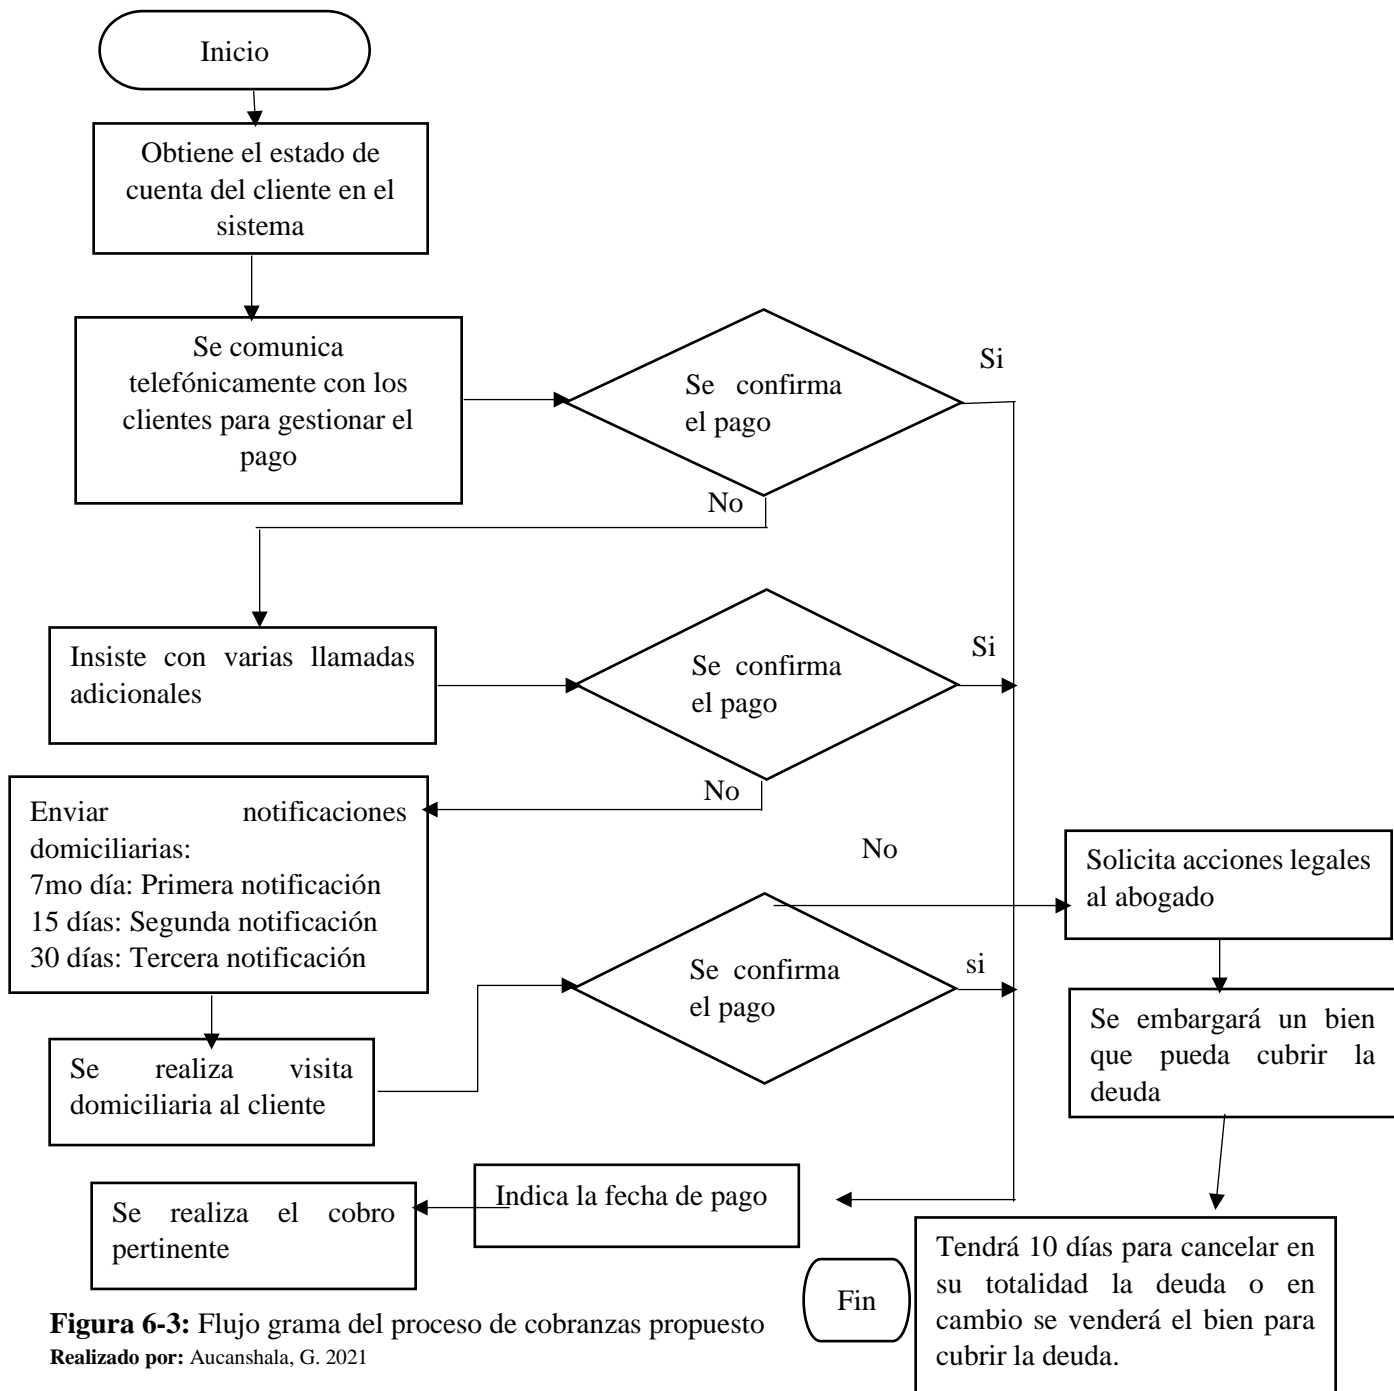 Inicio
Obtiene el estado de
cuenta del cliente en el
sistema
Se comunica
telefónicamente con los
clientes para gestionar el
pago
Se confirma
el pago
Si
No
Insiste con varias llamadas
adicionales
Se confirma
el pago
Si
No
Enviar notificaciones
domiciliarias:
7mo día: Primera notificación
15 días: Segunda notificación
30 días: Tercera notificación
Se realiza visita
domiciliaria al cliente
Se confirma
el pago
si
No
Solicita acciones legales
al abogado
Se embargará un bien
que pueda cubrir la
deuda
Tendrá 10 días para cancelar en
su totalidad la deuda o en
cambio se venderá el bien para
cubrir la deuda.
Indica la fecha de pago
Se realiza el cobro
pertinente
Fin
Figura 6-3: Flujo grama del proceso de cobranzas propuesto
Realizado por: Aucanshala, G. 2021